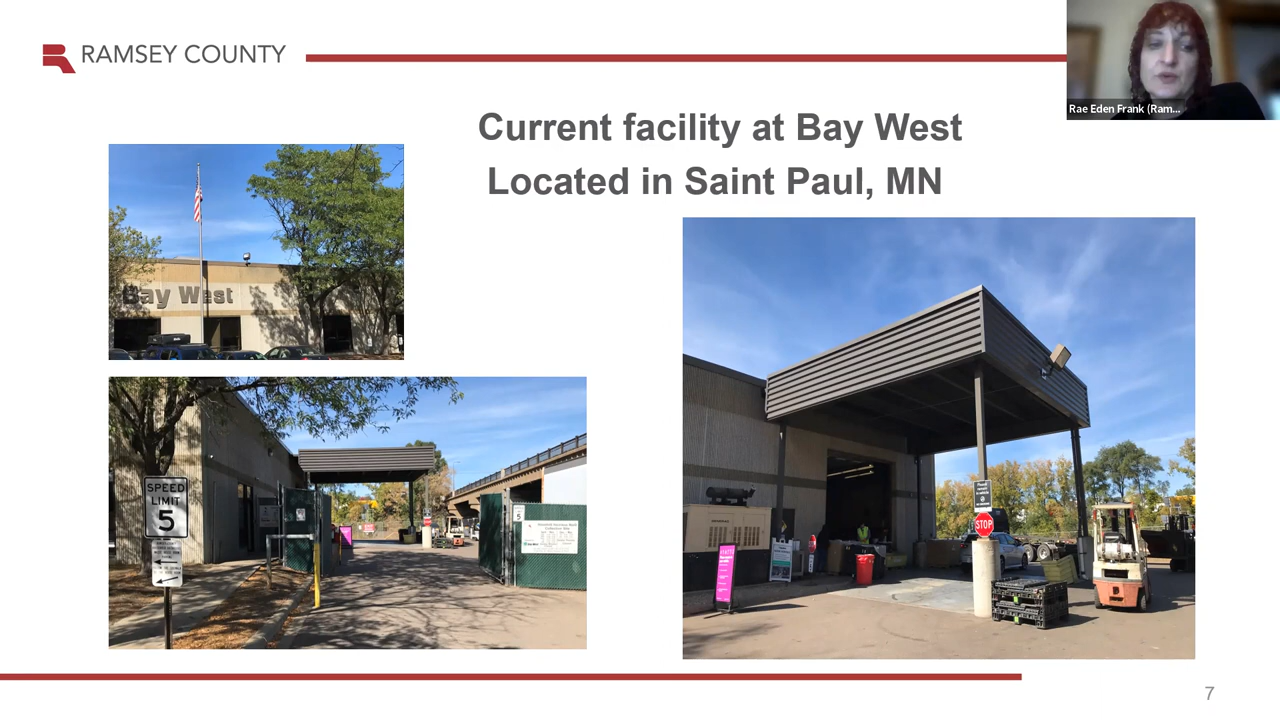 RAMSEY COUNTY
Rae Eden Frank (Ram...
Current facility at Bay West
Located in Saint Paul, MN
Bay West
SPEED
LIMIT
5
5
STOP
7